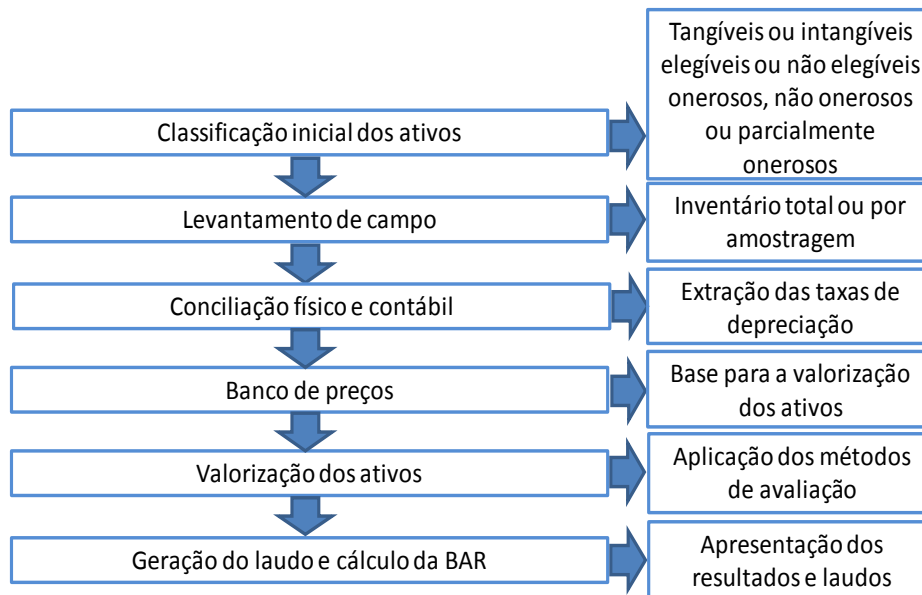 Classificação inicial dos ativos
Tangíveis ou intangíveis
elegíveis ou não elegíveis
onerosos, não onerosos
ou parcialmente
onerosos
Levantamento de campo
Inventário total ou por
amostragem
Conciliação físico e contábil
Extração das taxas de
depreciação
Banco de preços
Base para a valorização
dos ativos
Valorização dos ativos
Aplicação dos métodos
de avaliação
Geração do laudo e cálculo da BAR
Apresentação dos
resultados e laudos